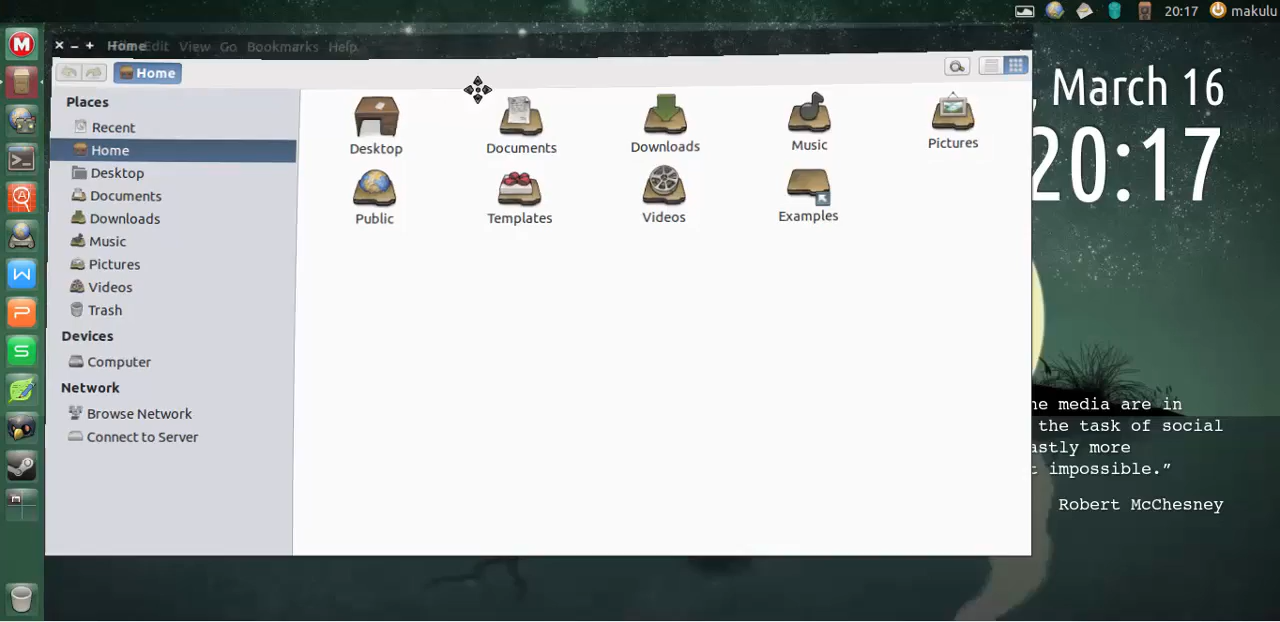 20:17 makulu
Home Edit View Go Bookmarks Help
Home
Places
Recent
Home
Desktop
Documents
Downloads
Music
Pictures
Videos
Trash
Devices
Computer
Network
Browse Network
Connect to Server
Desktop Documents Downloads Music Pictures
Public Templates Videos Examples
, March 16
20:17
he media are in
the task of social
astly more
t impossible.”
Robert McChesney
M
W
P
S